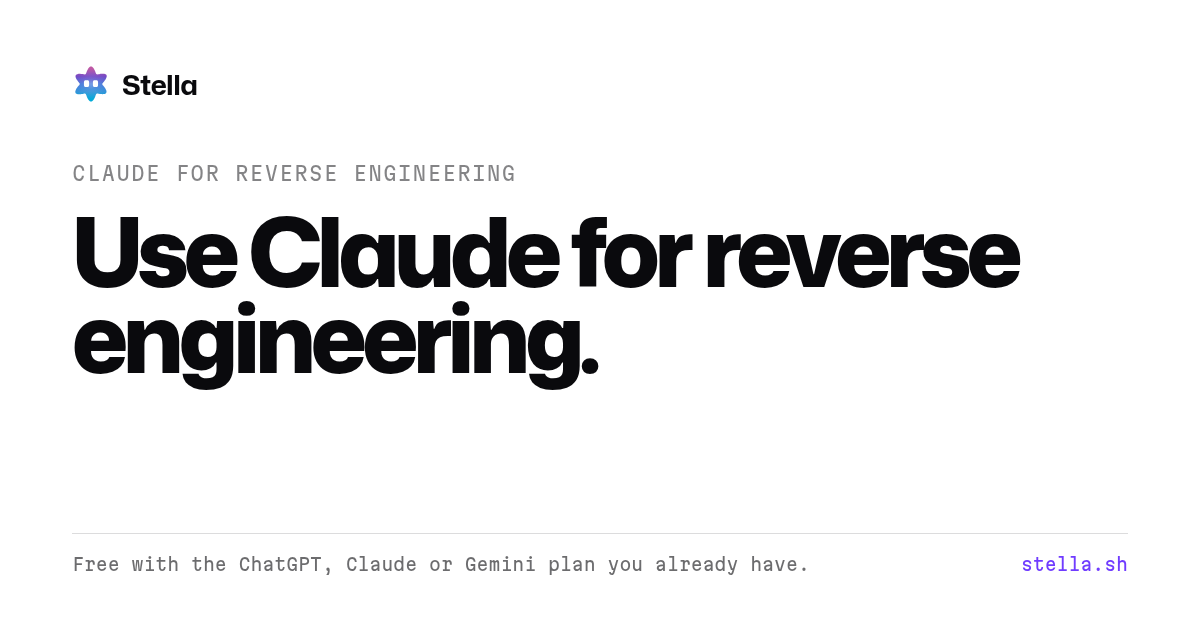 Stella
CLAUDE FOR REVERSE ENGINEERING
Use Claude for reverse
engineering.
Free with the ChatGPT, Claude or Gemini plan you already have.
stella.sh